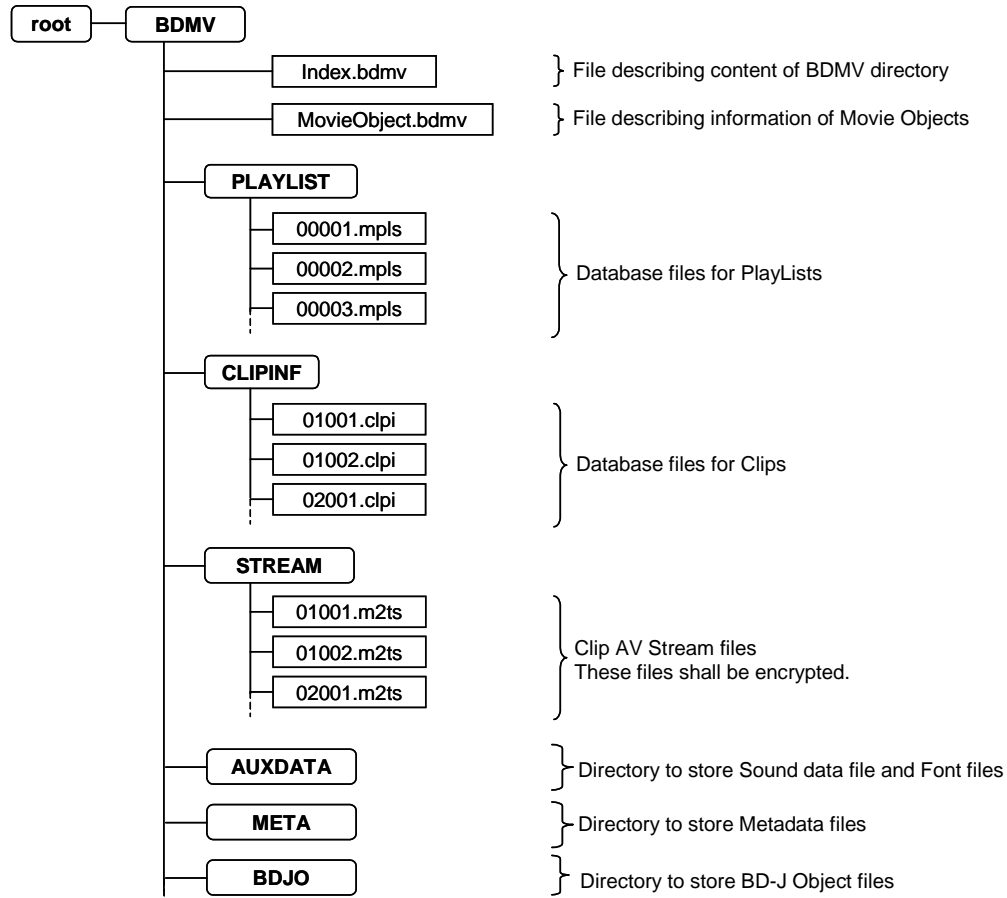 root BDMV
Index.bdmv File describing content of BDMV directory
MovieObject.bdmv File describing information of Movie Objects
PLAYLIST
00001.mpls
00002.mpls Database files for PlayLists
00003.mpls
CLIPINF
01001.clpi
01002.clpi Database files for Clips
02001.clpi
STREAM
01001.m2ts
01002.m2ts Clip AV Stream files
These files shall be encrypted.
02001.m2ts
AUXDATA Directory to store Sound data file and Font files
META Directory to store Metadata files
BDJO Directory to store BD-J Object files